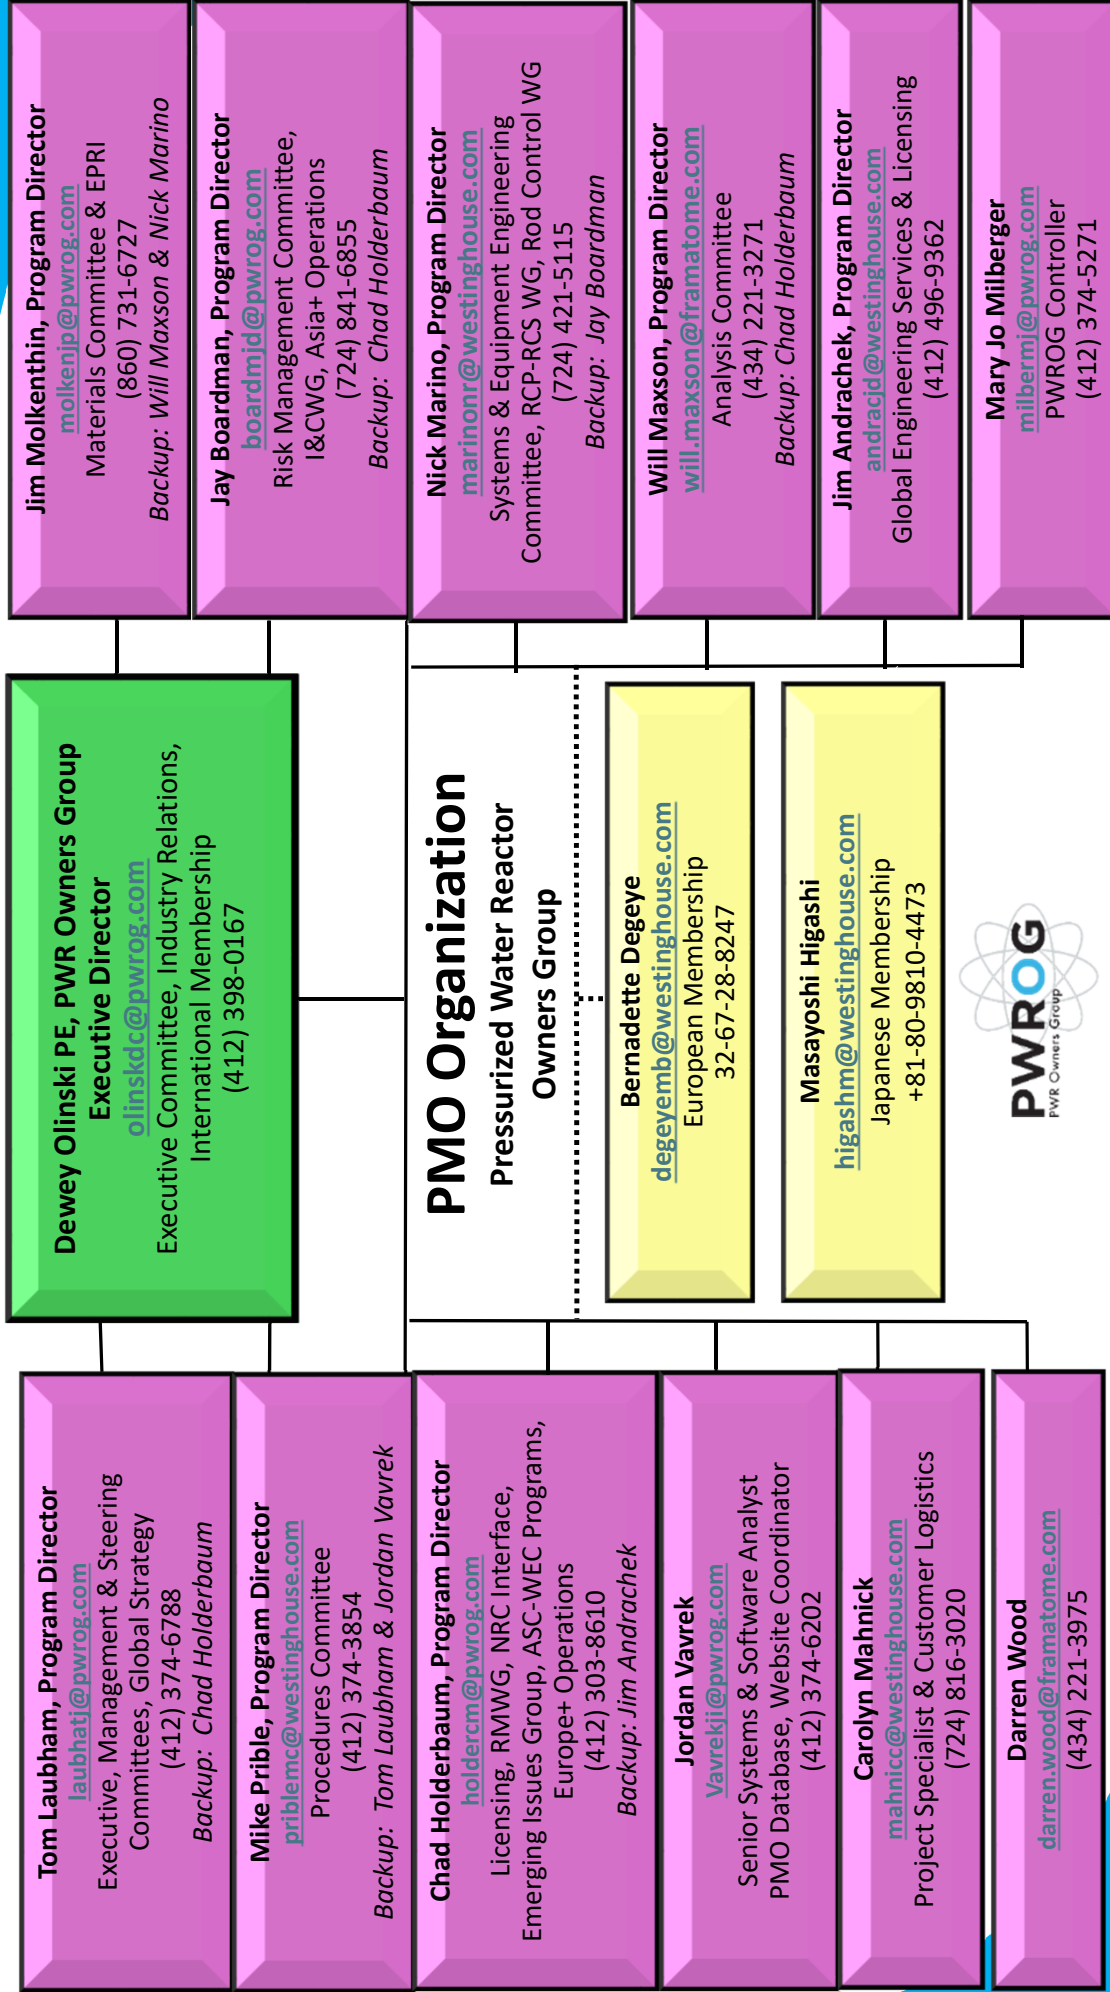 Dewey Olinski PE, PWR Owners Group
Executive Director
olinskdc@pwrog.com
Executive Committee, Industry Relations,
International Membership
(412) 398-0167
Tom Laubham, Program Director
laubhatj@pwrog.com
Executive, Management & Steering
Committees, Global Strategy
(412) 374-6788
Backup: Chad Holderbaum
Mike Prible, Program Director
priblemc@westinghouse.com
Procedures Committee
(412) 374-3854
Backup: Tom Laubham & Jordan Vavrek
Chad Holderbaum, Program Director
holdercm@pwrog.com
Licensing, RMWG, NRC Interface,
Emerging Issues Group, ASC-WEC Programs,
Europe+ Operations
(412) 303-8610
Backup: Jim Andrachek
Jordan Vavrek
Vavrekji@pwrog.com
Senior Systems & Software Analyst
PMO Database, Website Coordinator
(412) 374-6202
Carolyn Mahnick
mahnicc@westinghouse.com
Project Specialist & Customer Logistics
(724) 816-3020
Darren Wood
darren.wood@framatome.com
(434) 221-3975
PMO Organization
Pressurized Water Reactor
Owners Group
Bernadette Degeye
degeyemb@westinghouse.com
European Membership
32-67-28-8247
Masayoshi Higashi
higashm@westinghouse.com
Japanese Membership
+81-80-9810-4473
PWROG
PWR Owners Group
Jim Molkenthin, Program Director
molkenjp@pwrog.com
Materials Committee & EPRI
(860) 731-6727
Backup: Will Maxson & Nick Marino
Jay Boardman, Program Director
boardmjd@pwrog.com
Risk Management Committee,
I&CWG, Asia+ Operations
(724) 841-6855
Backup: Chad Holderbaum
Nick Marino, Program Director
marinonr@westinghouse.com
Systems & Equipment Engineering
Committee, RCP-RCS WG, Rod Control WG
(724) 421-5115
Backup: Jay Boardman
Will Maxson, Program Director
will.maxson@framatome.com
Analysis Committee
(434) 221-3271
Backup: Chad Holderbaum
Jim Andrachek, Program Director
andracjd@westinghouse.com
Global Engineering Services & Licensing
(412) 496-9362
Mary Jo Milberger
milbermj@pwrog.com
PWROG Controller
(412) 374-5271